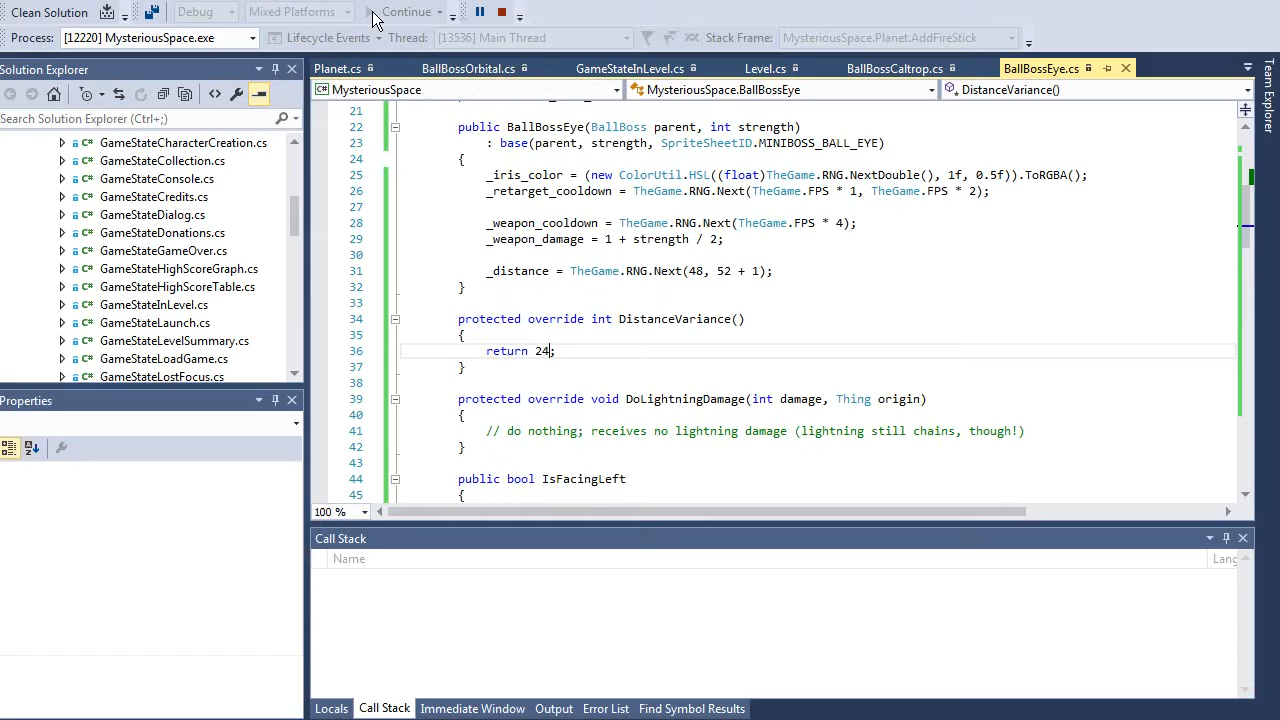 Clean Solution Debug Mixed Platforms Continue
Process: [12220] MysteriousSpace.exe Lifecycle Events Thread: [13536] Main Thread Stack Frame: MysteriousSpace.Planet.AddFireStick
Solution Explorer
Search Solution Explorer (Ctrl+;)
GameStateCharacterCreation.cs
GameStateCollection.cs
GameStateConsole.cs
GameStateCredits.cs
GameStateDialog.cs
GameStateDonations.cs
GameStateGameOver.cs
GameStateHighScoreGraph.cs
GameStateHighScoreTable.cs
GameStateInLevel.cs
GameStateLaunch.cs
GameStateLevelSummary.cs
GameStateLoadGame.cs
GameStateLostFocus.cs
Properties
Planet.cs BallBossOrbital.cs GameStateInLevel.cs Level.cs BallBossCaltrop.cs BallBossEye.cs
MysteriousSpace MysteriousSpace.BallBossEye DistanceVariance()
21
22 public BallBossEye(BallBoss parent, int strength)
23 : base(parent, strength, SpriteSheetID.MINIBOSS_BALL_EYE)
24 {
25 _iris_color = (new ColorUtil.HSL((float)TheGame.RNG.NextDouble(), 1f, 0.5f)).ToRGBA();
26 _retarget_cooldown = TheGame.RNG.Next(TheGame.FPS * 1, TheGame.FPS * 2);
27
28 _weapon_cooldown = TheGame.RNG.Next(TheGame.FPS * 4);
29 _weapon_damage = 1 + strength / 2;
30
31 _distance = TheGame.RNG.Next(48, 52 + 1);
32 }
33
34 protected override int DistanceVariance()
35 {
36 return 24;
37 }
38
39 protected override void DoLightningDamage(int damage, Thing origin)
40 {
41 // do nothing; receives no lightning damage (lightning still chains, though!)
42 }
43
44 public bool IsFacingLeft
45 {
100 %
Call Stack
Name Lang
Locals Call Stack Immediate Window Output Error List Find Symbol Results
Team Explorer